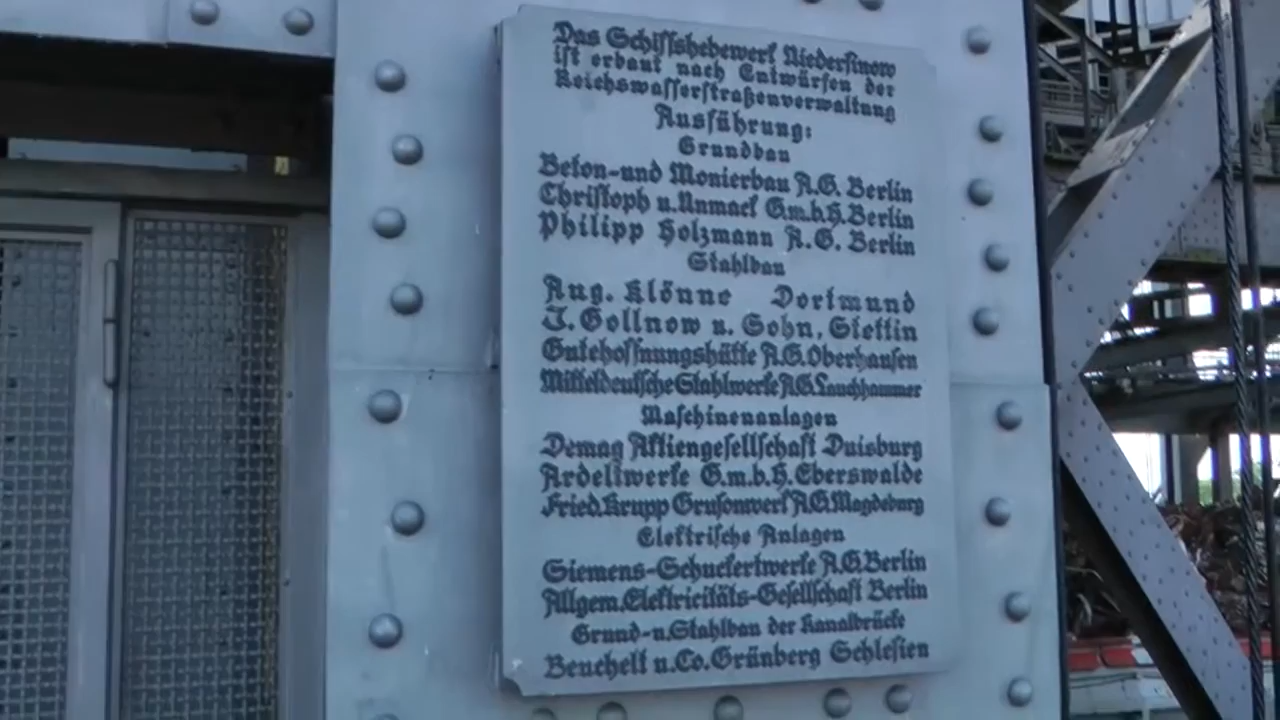 Das Schiffshebewerk Niederfinow
ist erbaut nach Entwürfen der
Reichswasserstraßenverwaltung
Ausführung:
Grundbau
Beton-und Monierbau A.G. Berlin
Christoph u.Unmack G.m.b.H.Berlin
Philipp Holzmann A.G. Berlin
Stahlbau
Aug. Klönne Dortmund
J. Gollnow u. Sohn, Stettin
Gutehoffnungshütte A.G.Oberhausen
Mitteldeutsche Stahlwerke A.G. Lauchhammer
Maschinenanlagen
Demag Aktiengesellschaft Duisburg
Ardeltwerke G.m.b.H.Eberswalde
Fried.Krupp Grusonwerk A.G. Magdeburg
Elektrische Anlagen
Siemens-Schuckertwerke A.G.Berlin
Allgem.Elektricitäts-Gesellschaft Berlin
Grund-u.Stahlbau der Kanalbrücke
Beuchelt u.Co.Grünberg Schlesien